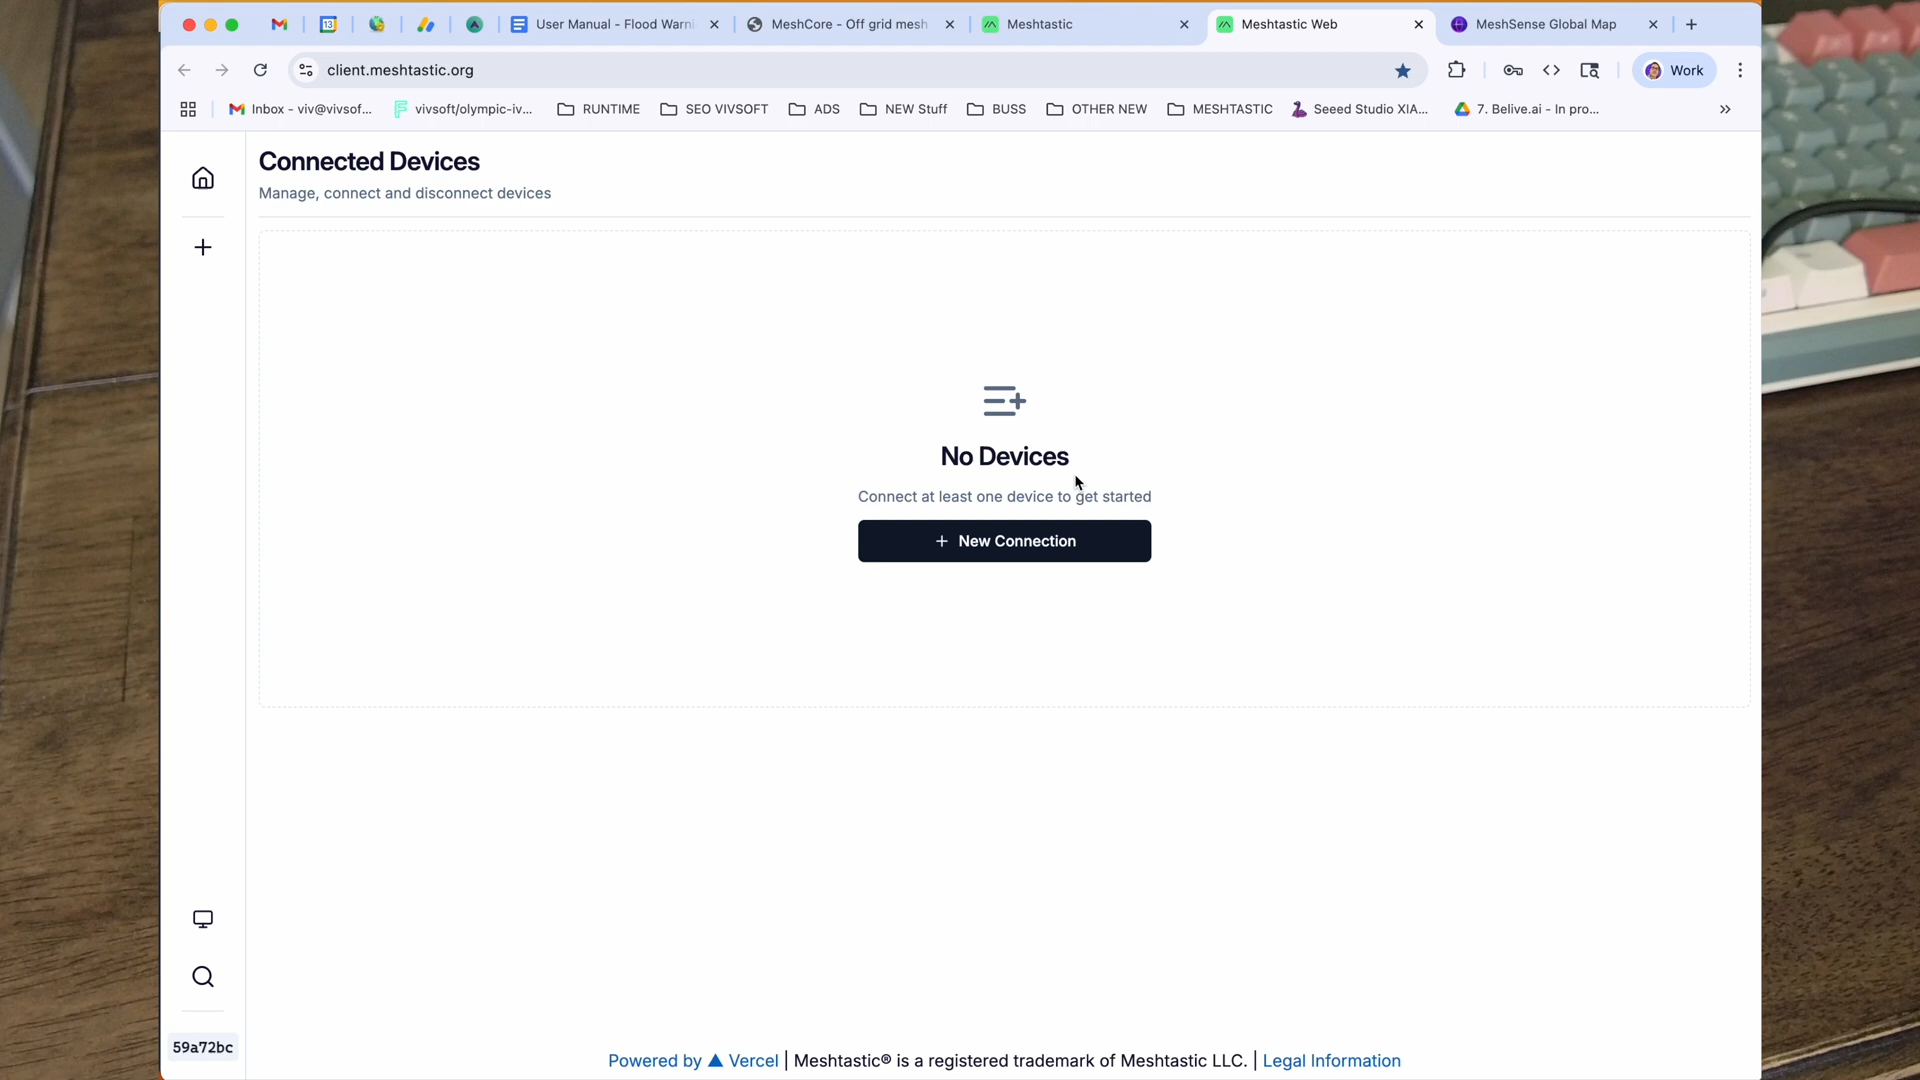 13
User Manual - Flood Warni
MeshCore - Off grid mesh
Meshtastic
Meshtastic Web
MeshSense Global Map
client.meshtastic.org
Work
Inbox - viv@vivsof...
vivsoft/olympic-iv...
RUNTIME
SEO VIVSOFT
ADS
NEW Stuff
BUSS
OTHER NEW
MESHTASTIC
Seeed Studio XIA...
7. Belive.ai - In pro...
Connected Devices
Manage, connect and disconnect devices
No Devices
Connect at least one device to get started
New Connection
59a72bc
Powered by ▲ Vercel | Meshtastic® is a registered trademark of Meshtastic LLC. | Legal Information